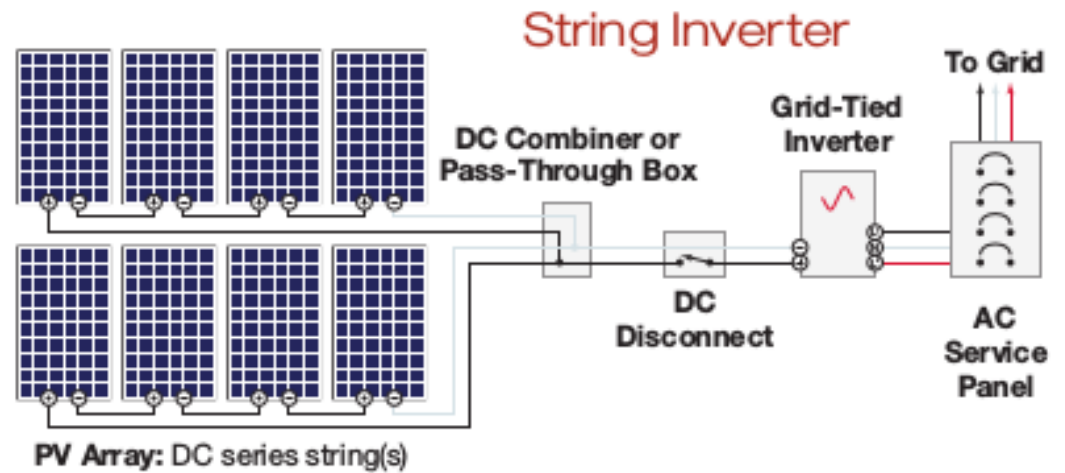 String Inverter
To Grid
Grid-Tied
Inverter
DC Combiner or
Pass-Through Box
DC
Disconnect
AC
Service
Panel
PV Array: DC series string(s)